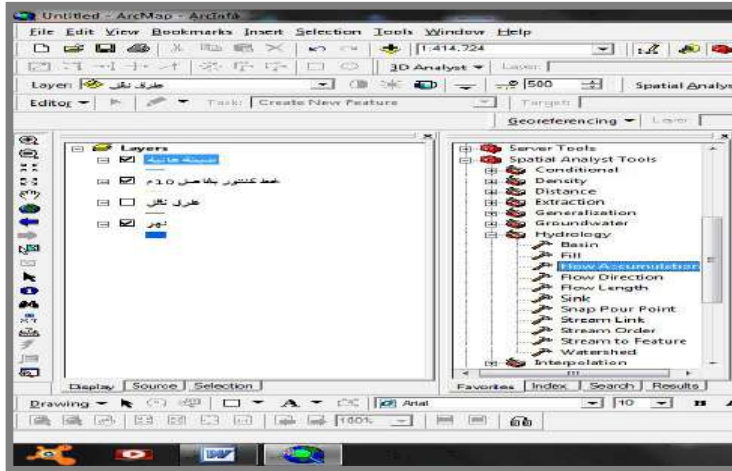 Untitled - ArcMap - ArcInfo
File Edit View Bookmarks Insert Selection Tools Window Help
1:414,724
3D Analyst Layer:
Layer: طرق نقل 500 Spatial Analys
Editor Task: Create New Feature Target:
Georeferencing Layer:
Layers
شبكة مائية
خط كنتور بفاصل 10م
طرق نقل
نهر
Display Source Selection
Server Tools
Spatial Analyst Tools
Conditional
Density
Distance
Extraction
Generalization
Groundwater
Hydrology
Basin
Fill
Flow Accumulation
Flow Direction
Flow Length
Sink
Snap Pour Point
Stream Link
Stream Order
Stream to Feature
Watershed
Interpolation
Favorites Index Search Results
Drawing A Arial 10 B
100%